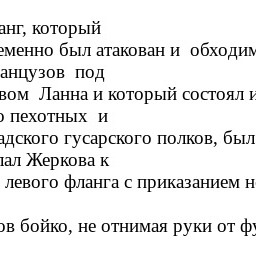 анг, который
еменно был атакован и обходим
анцузов под
вом Ланна и который состоял и
о пехотных и
адского гусарского полков, был
лал Жеркова к
левого фланга с приказанием н
ов бойко, не отнимая руки от фу